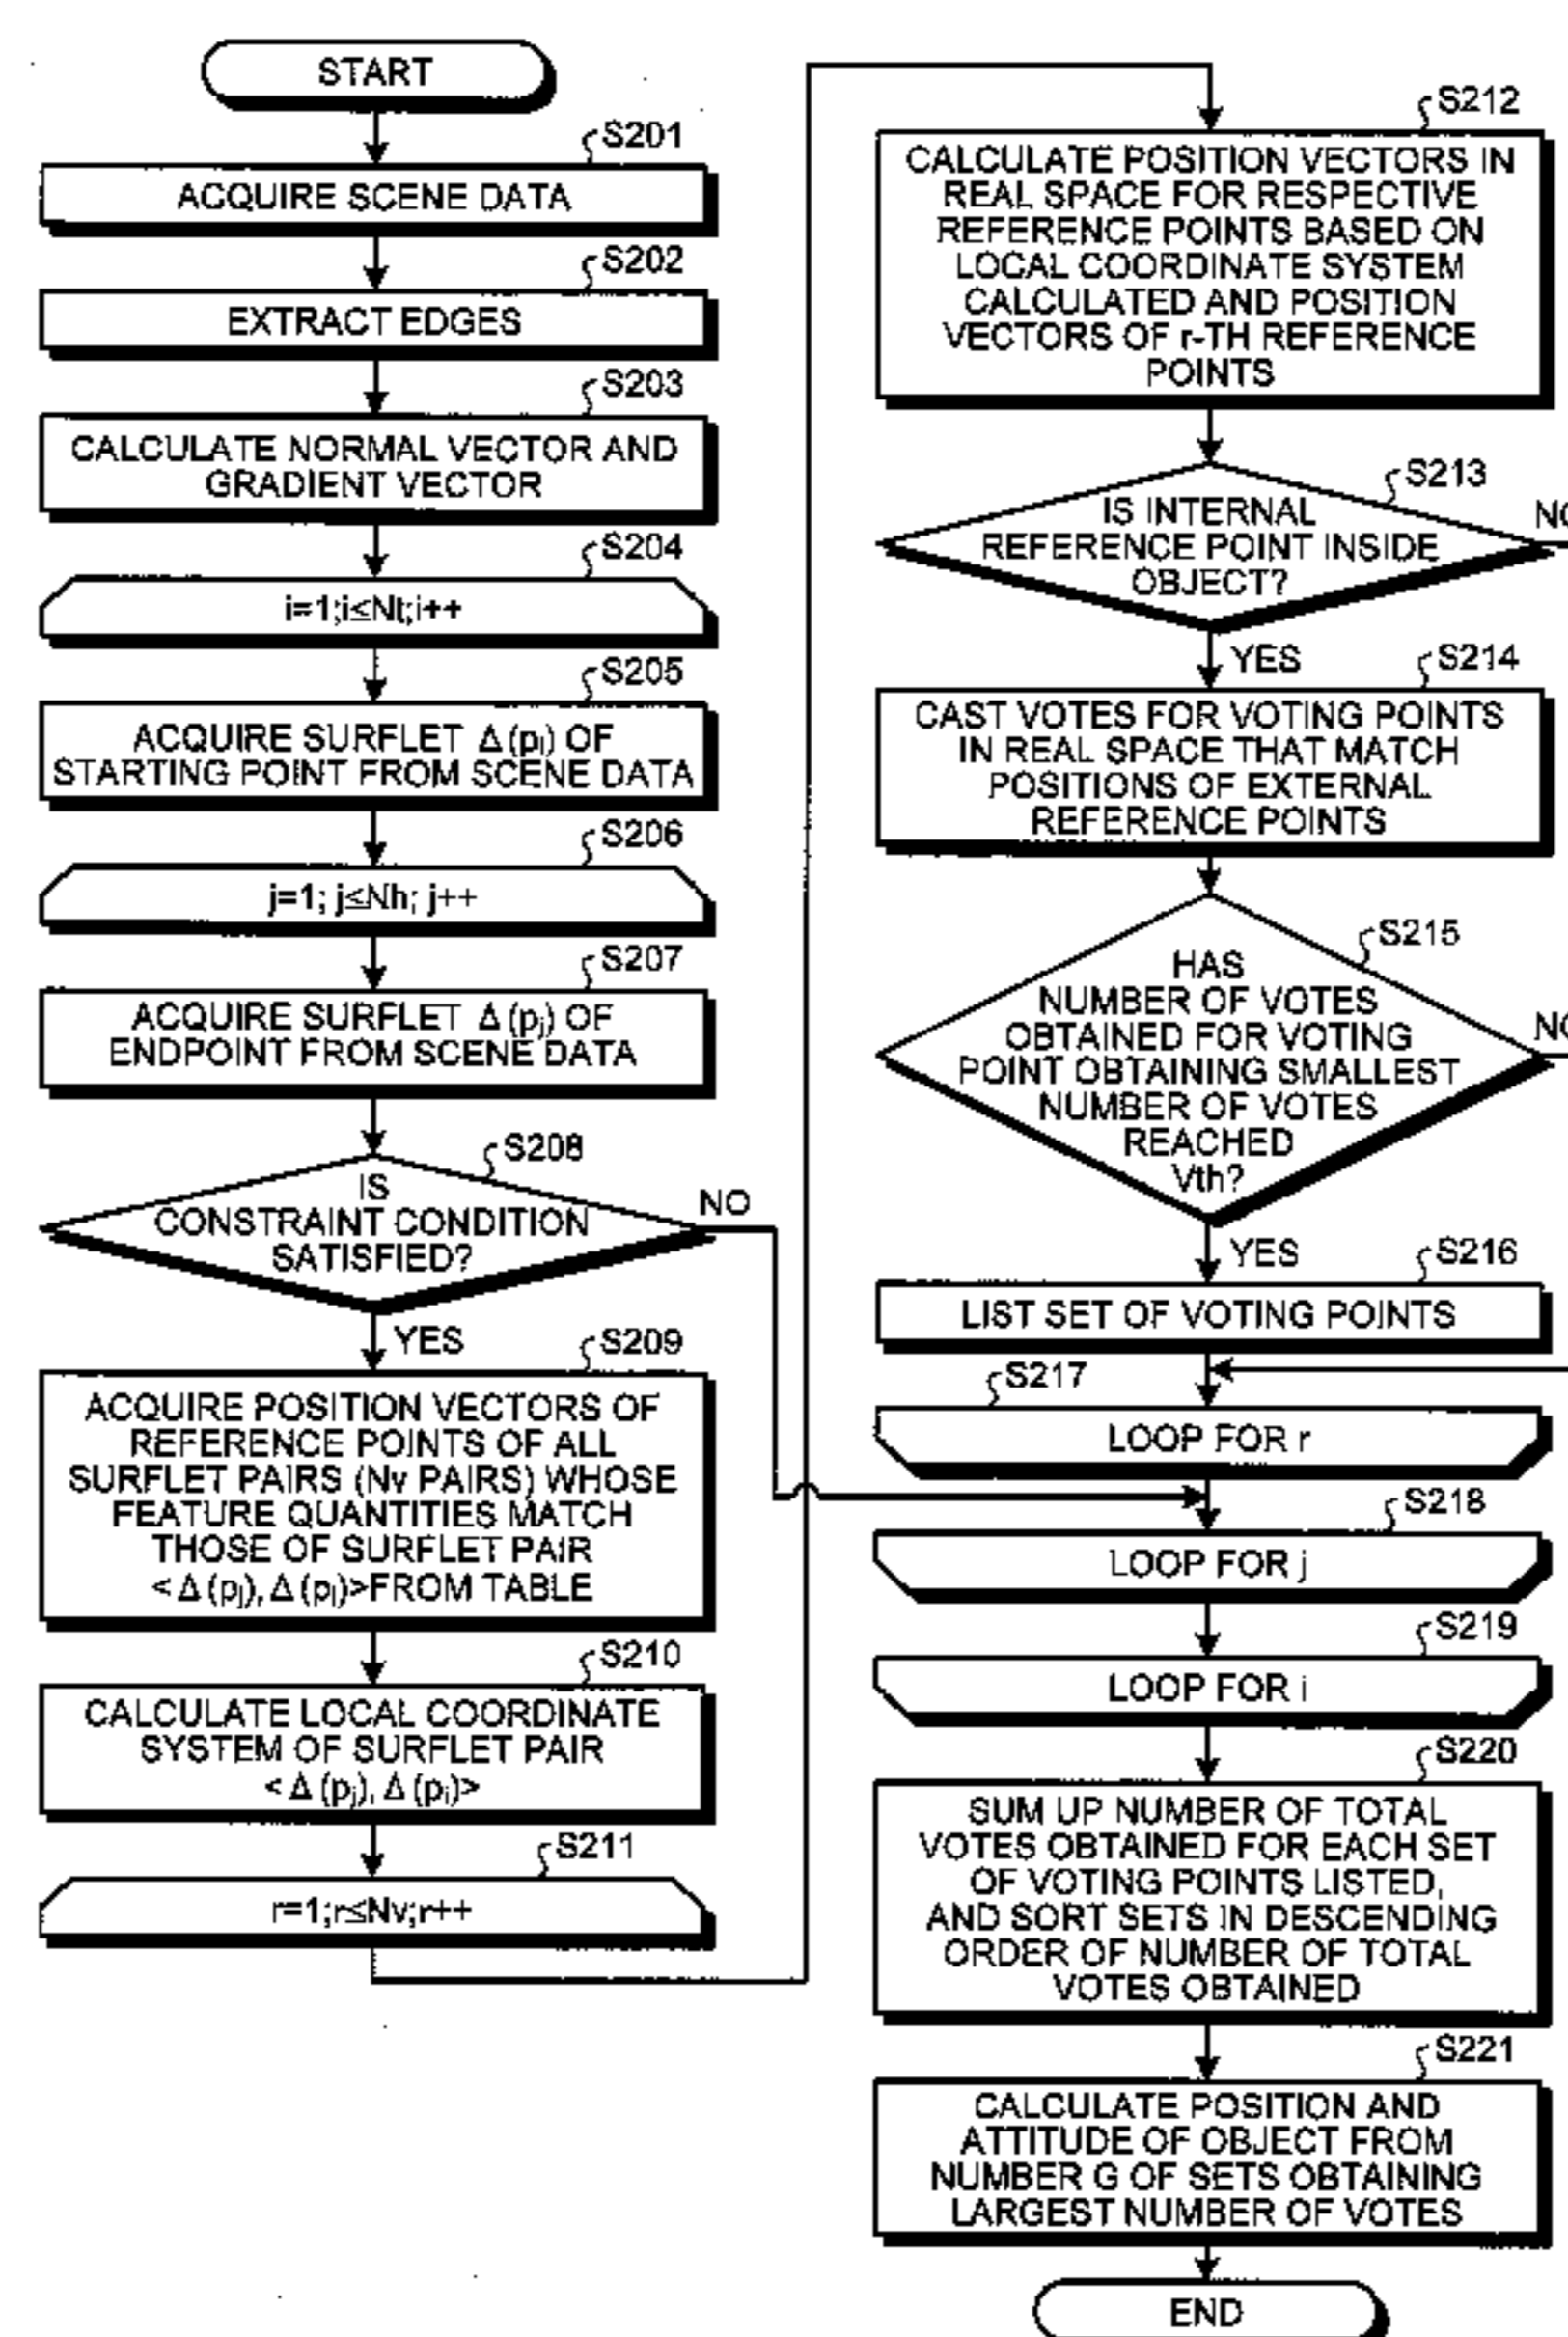 START
S201
ACQUIRE SCENE DATA
S202
EXTRACT EDGES
S203
CALCULATE NORMAL VECTOR AND
GRADIENT VECTOR
S204
i=1;i≤Nt;i++
S205
ACQUIRE SURFLET Δ(pi) OF
STARTING POINT FROM SCENE DATA
S206
j=1; j≤Nh; j++
S207
ACQUIRE SURFLET Δ(pj) OF
ENDPOINT FROM SCENE DATA
S208
IS
CONSTRAINT CONDITION
SATISFIED?
NO
YES
S209
ACQUIRE POSITION VECTORS OF
REFERENCE POINTS OF ALL
SURFLET PAIRS (Nv PAIRS) WHOSE
FEATURE QUANTITIES MATCH
THOSE OF SURFLET PAIR
<Δ(pj), Δ(pi)>FROM TABLE
S210
CALCULATE LOCAL COORDINATE
SYSTEM OF SURFLET PAIR
<Δ(pj), Δ(pi)>
S211
r=1;r≤Nv;r++
S212
CALCULATE POSITION VECTORS IN
REAL SPACE FOR RESPECTIVE
REFERENCE POINTS BASED ON
LOCAL COORDINATE SYSTEM
CALCULATED AND POSITION
VECTORS OF r-TH REFERENCE
POINTS
S213
IS INTERNAL
REFERENCE POINT INSIDE
OBJECT?
NO
YES
S214
CAST VOTES FOR VOTING POINTS
IN REAL SPACE THAT MATCH
POSITIONS OF EXTERNAL
REFERENCE POINTS
S215
HAS
NUMBER OF VOTES
OBTAINED FOR VOTING
POINT OBTAINING SMALLEST
NUMBER OF VOTES
REACHED
Vth?
NO
YES
S216
LIST SET OF VOTING POINTS
S217
LOOP FOR r
S218
LOOP FOR j
S219
LOOP FOR i
S220
SUM UP NUMBER OF TOTAL
VOTES OBTAINED FOR EACH SET
OF VOTING POINTS LISTED,
AND SORT SETS IN DESCENDING
ORDER OF NUMBER OF TOTAL
VOTES OBTAINED
S221
CALCULATE POSITION AND
ATTITUDE OF OBJECT FROM
NUMBER G OF SETS OBTAINING
LARGEST NUMBER OF VOTES
END